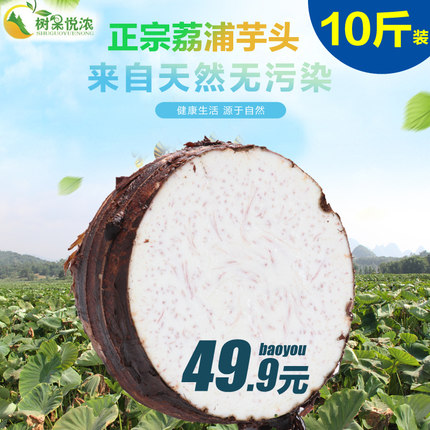 树果悦浓
SHUGUOYUENONG
10斤装
正宗荔浦芋头
来自天然无污染
健康生活 源于自然
baoyou
49.9元